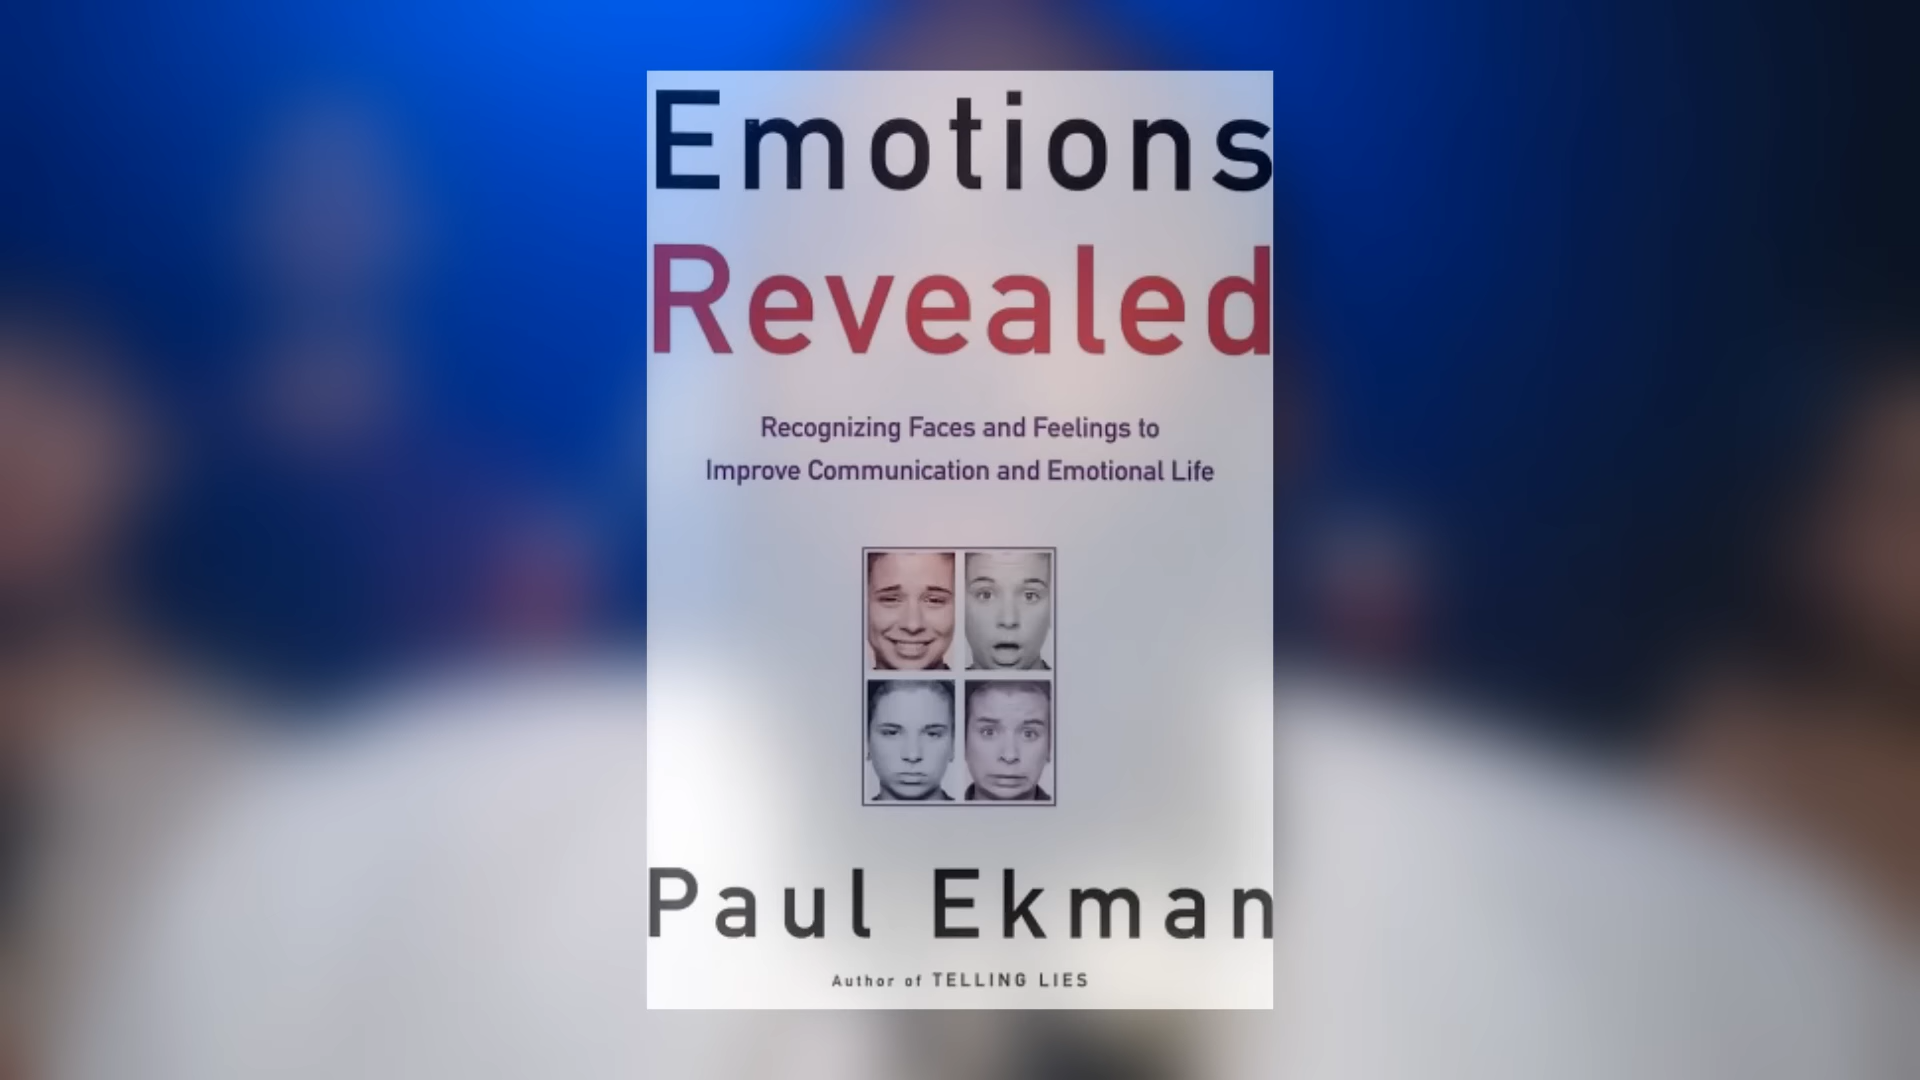 Emotions
Revealed
Recognizing Faces and Feelings to
Improve Communication and Emotional Life
Paul Ekman
Author of TELLING LIES